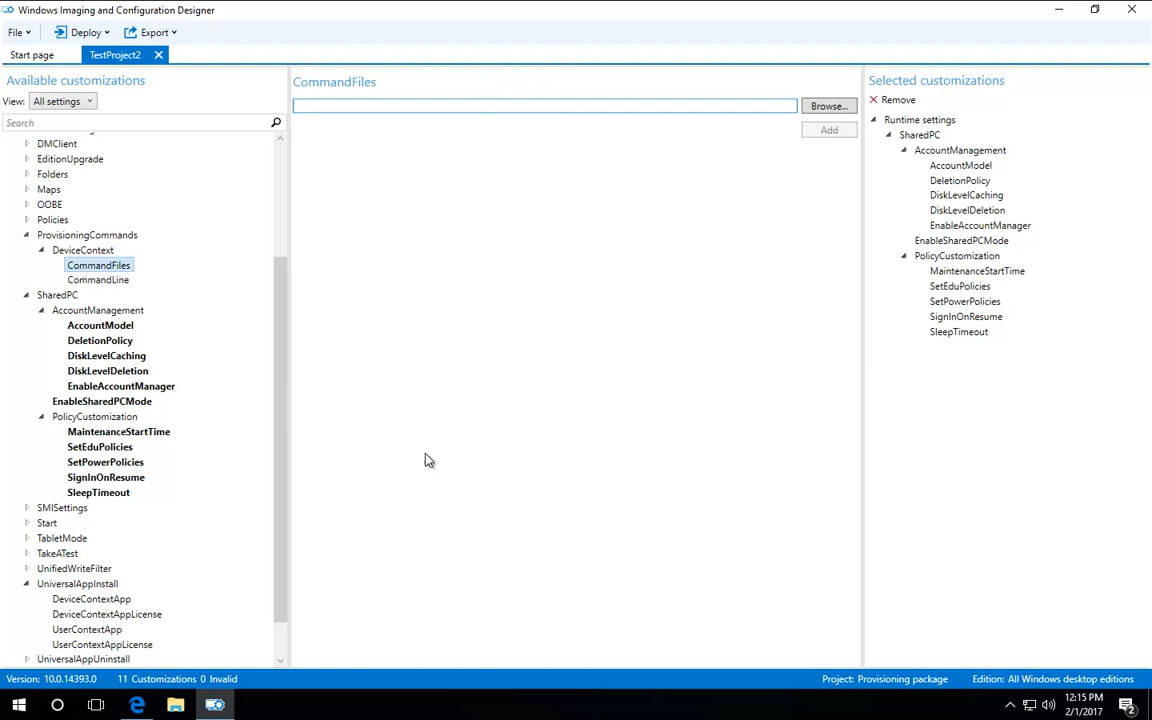 Windows Imaging and Configuration Designer
File Deploy Export
Start page TestProject2
Available customizations
View: All settings
Search
DMClient
EditionUpgrade
Folders
Maps
OOBE
Policies
ProvisioningCommands
DeviceContext
CommandFiles
CommandLine
SharedPC
AccountManagement
AccountModel
DeletionPolicy
DiskLevelCaching
DiskLevelDeletion
EnableAccountManager
EnableSharedPCMode
PolicyCustomization
MaintenanceStartTime
SetEduPolicies
SetPowerPolicies
SignInOnResume
SleepTimeout
SMISettings
Start
TabletMode
TakeATest
UnifiedWriteFilter
UniversalAppInstall
DeviceContextApp
DeviceContextAppLicense
UserContextApp
UserContextAppLicense
UniversalAppUninstall
CommandFiles
Browse...
Add
Selected customizations
Remove
Runtime settings
SharedPC
AccountManagement
AccountModel
DeletionPolicy
DiskLevelCaching
DiskLevelDeletion
EnableAccountManager
EnableSharedPCMode
PolicyCustomization
MaintenanceStartTime
SetEduPolicies
SetPowerPolicies
SignInOnResume
SleepTimeout
Version: 10.0.14393.0 11 Customizations 0 Invalid Project: Provisioning package Edition: All Windows desktop editions
12:15 PM
2/1/2017
2